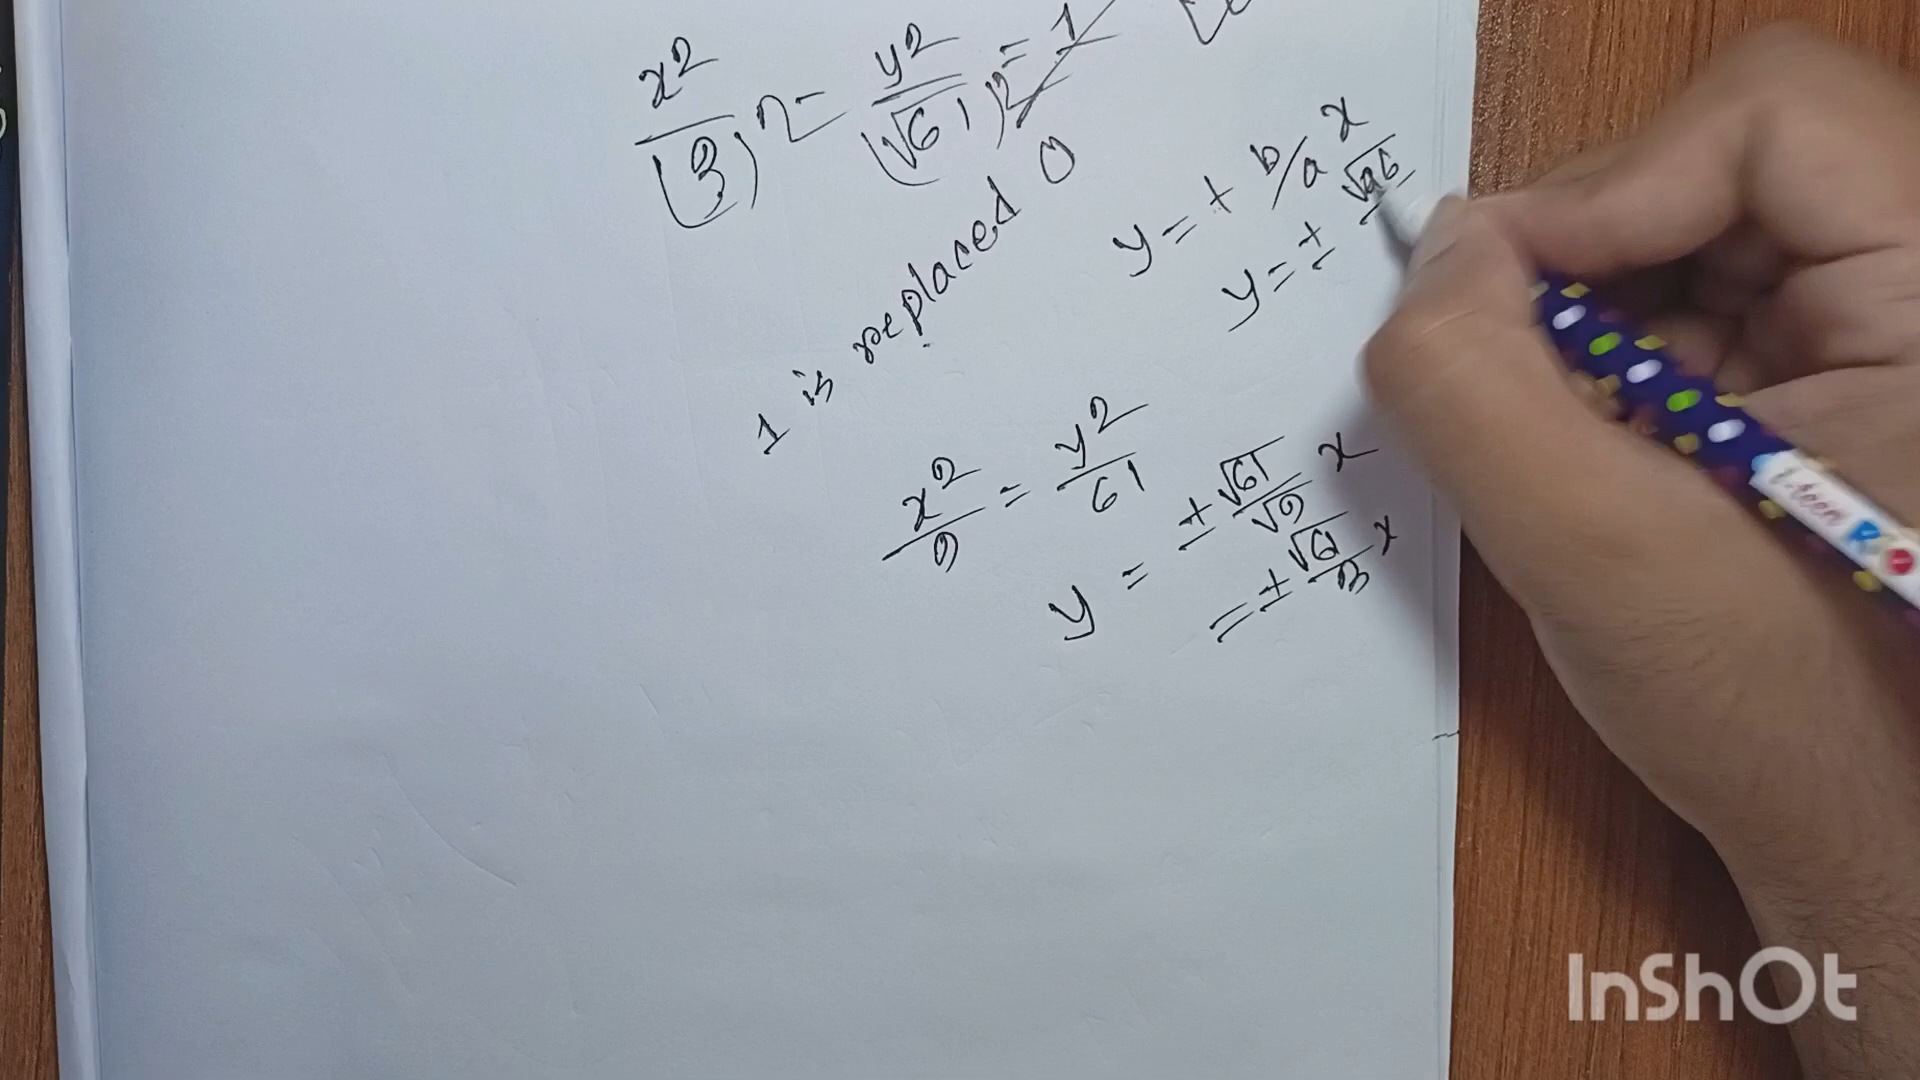 x²/(3)² - y²/(√61)² = 1
1 is replaced 0
y = ± b/a x
y = ±
x²/9 = y²/61
y = ± √61/√9 x
= ± √61/3 x
InShOt